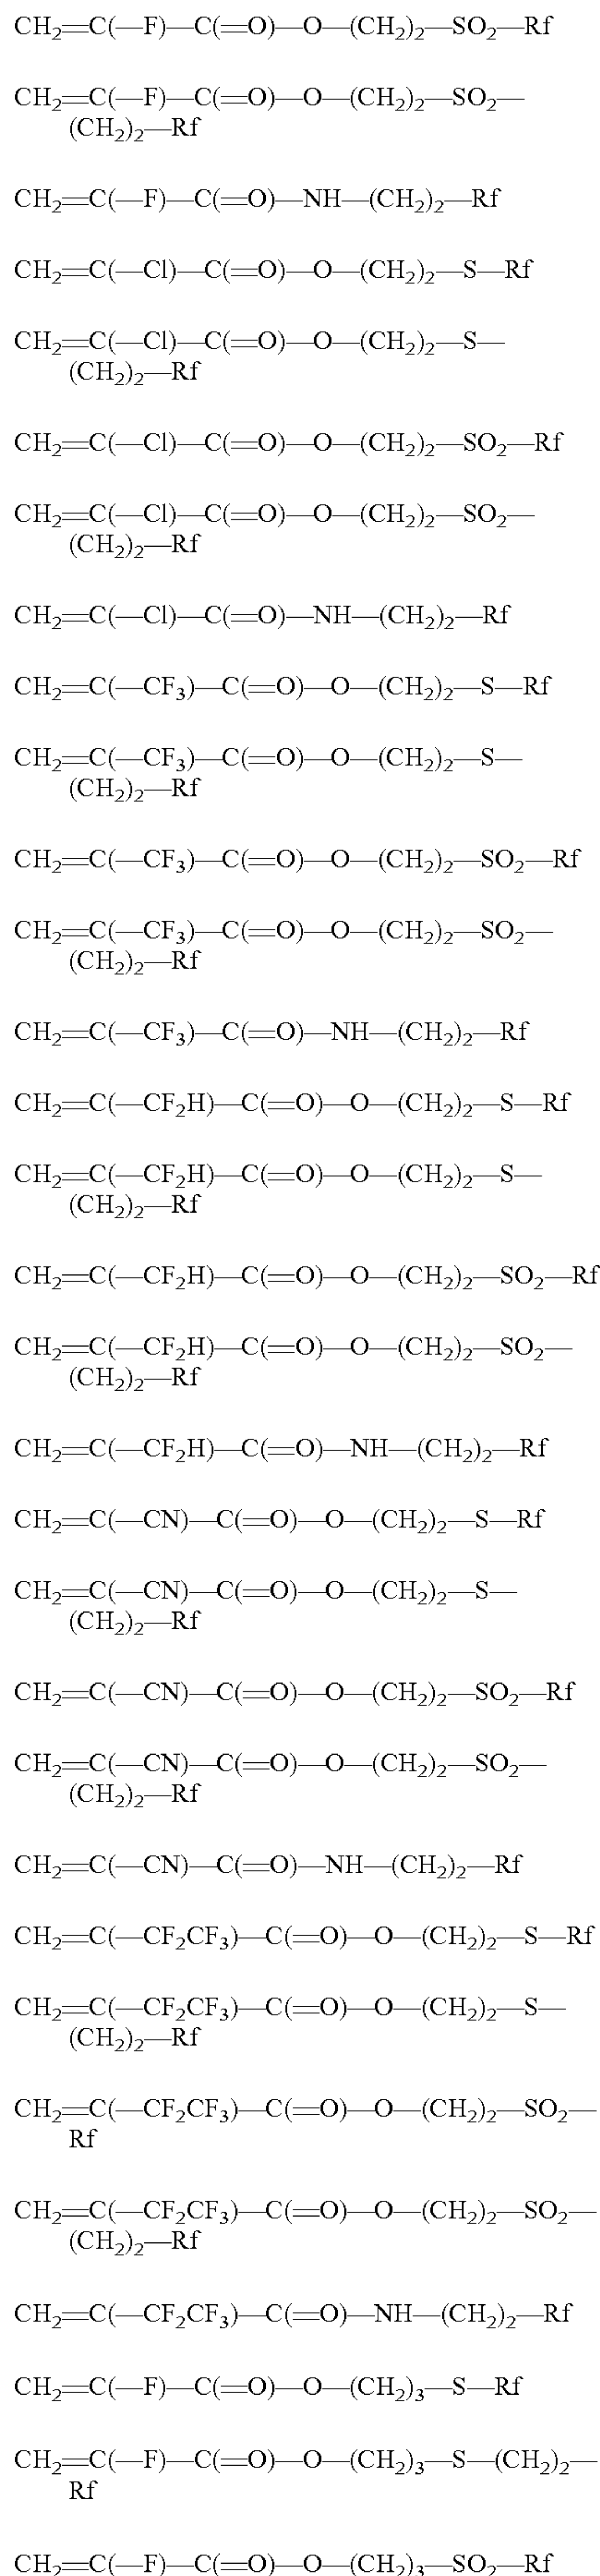 CH₂═C(—F)—C(═O)—O—(CH₂)₂—SO₂—Rf
CH₂═C(—F)—C(═O)—O—(CH₂)₂—SO₂—
(CH₂)₂—Rf
CH₂═C(—F)—C(═O)—NH—(CH₂)₂—Rf
CH₂═C(—Cl)—C(═O)—O—(CH₂)₂—S—Rf
CH₂═C(—Cl)—C(═O)—O—(CH₂)₂—S—
(CH₂)₂—Rf
CH₂═C(—Cl)—C(═O)—O—(CH₂)₂—SO₂—Rf
CH₂═C(—Cl)—C(═O)—O—(CH₂)₂—SO₂—
(CH₂)₂—Rf
CH₂═C(—Cl)—C(═O)—NH—(CH₂)₂—Rf
CH₂═C(—CF₃)—C(═O)—O—(CH₂)₂—S—Rf
CH₂═C(—CF₃)—C(═O)—O—(CH₂)₂—S—
(CH₂)₂—Rf
CH₂═C(—CF₃)—C(═O)—O—(CH₂)₂—SO₂—Rf
CH₂═C(—CF₃)—C(═O)—O—(CH₂)₂—SO₂—
(CH₂)₂—Rf
CH₂═C(—CF₃)—C(═O)—NH—(CH₂)₂—Rf
CH₂═C(—CF₂H)—C(═O)—O—(CH₂)₂—S—Rf
CH₂═C(—CF₂H)—C(═O)—O—(CH₂)₂—S—
(CH₂)₂—Rf
CH₂═C(—CF₂H)—C(═O)—O—(CH₂)₂—SO₂—Rf
CH₂═C(—CF₂H)—C(═O)—O—(CH₂)₂—SO₂—
(CH₂)₂—Rf
CH₂═C(—CF₂H)—C(═O)—NH—(CH₂)₂—Rf
CH₂═C(—CN)—C(═O)—O—(CH₂)₂—S—Rf
CH₂═C(—CN)—C(═O)—O—(CH₂)₂—S—
(CH₂)₂—Rf
CH₂═C(—CN)—C(═O)—O—(CH₂)₂—SO₂—Rf
CH₂═C(—CN)—C(═O)—O—(CH₂)₂—SO₂—
(CH₂)₂—Rf
CH₂═C(—CN)—C(═O)—NH—(CH₂)₂—Rf
CH₂═C(—CF₂CF₃)—C(═O)—O—(CH₂)₂—S—Rf
CH₂═C(—CF₂CF₃)—C(═O)—O—(CH₂)₂—S—
(CH₂)₂—Rf
CH₂═C(—CF₂CF₃)—C(═O)—O—(CH₂)₂—SO₂—
Rf
CH₂═C(—CF₂CF₃)—C(═O)—O—(CH₂)₂—SO₂—
(CH₂)₂—Rf
CH₂═C(—CF₂CF₃)—C(═O)—NH—(CH₂)₂—Rf
CH₂═C(—F)—C(═O)—O—(CH₂)₃—S—Rf
CH₂═C(—F)—C(═O)—O—(CH₂)₃—S—(CH₂)₂—
Rf
CH₂═C(—F)—C(═O)—O—(CH₂)₃—SO₂—Rf